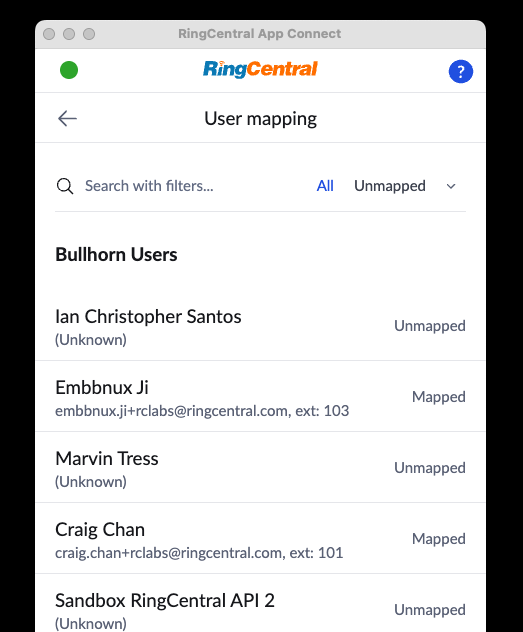 RingCentral App Connect
RingCentral
?
User mapping
Search with filters... All Unmapped
Bullhorn Users
Ian Christopher Santos
(Unknown)
Unmapped
Embbnux Ji
embbnux.ji+rclabs@ringcentral.com, ext: 103
Mapped
Marvin Tress
(Unknown)
Unmapped
Craig Chan
craig.chan+rclabs@ringcentral.com, ext: 101
Mapped
Sandbox RingCentral API 2
(Unknown)
Unmapped